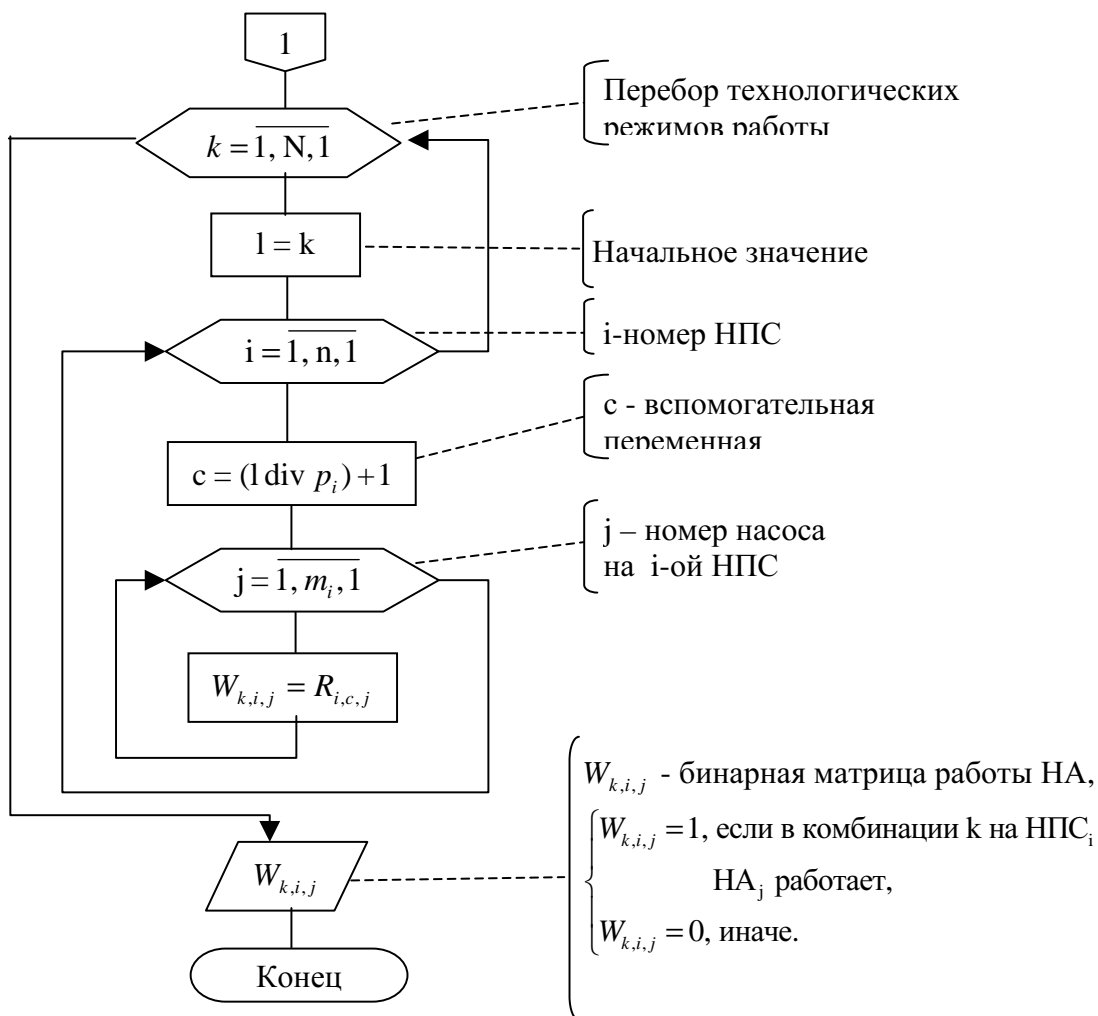 1
Перебор технологических
режимов работы
k = 1, N, 1
l = k
Начальное значение
i = 1, n, 1
i-номер НПС
c - вспомогательная
переменная
c = (l div p_i) + 1
j – номер насоса
на i-ой НПС
j = 1, m_i, 1
W_{k,i,j} = R_{i,c,j}
W_{k,i,j} - бинарная матрица работы НА,
W_{k,i,j} = 1, если в комбинации k на НПС_i
НА_j работает,
W_{k,i,j} = 0, иначе.
W_{k,i,j}
Конец